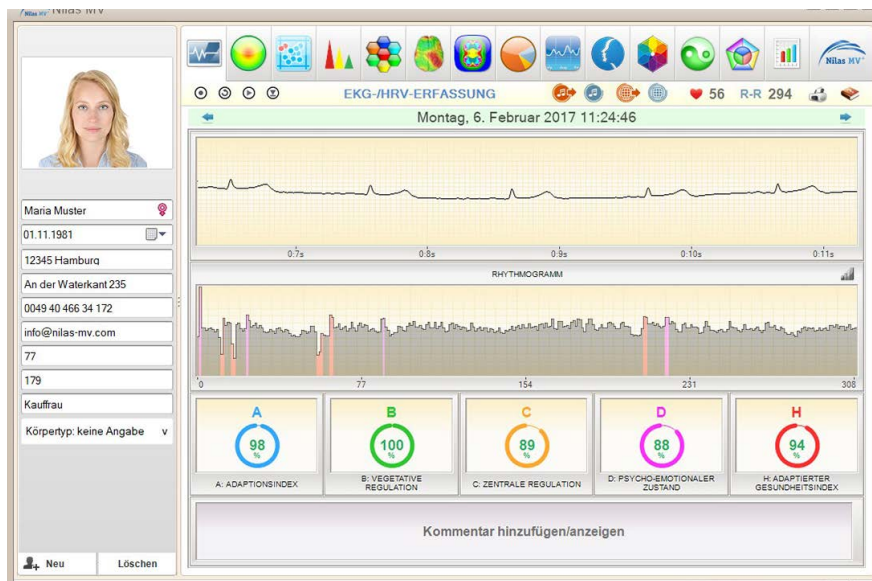 Nilas MV Nilas MV
Nilas MV
EKG-/HRV-ERFASSUNG
56
R-R 294
Montag, 6. Februar 2017 11:24:46
Maria Muster
01.11.1981
12345 Hamburg
An der Waterkant 235
0049 40 466 34 172
info@nilas-mv.com
77
179
Kauffrau
Körpertyp: keine Angabe v
Neu Löschen
0:7s 0:8s 0:9s 0:10s 0:11s
RHYTHMOGRAMM
0 77 154 231 308
A B C D H
98 % 100 % 89 % 88 % 94 %
A: ADAPTIONSINDEX
B: VEGETATIVE
REGULATION
C: ZENTRALE REGULATION
D: PSYCHO-EMOTIONALER
ZUSTAND
H: ADAPTIERTER
GESUNDHEITSINDEX
Kommentar hinzufügen/anzeigen